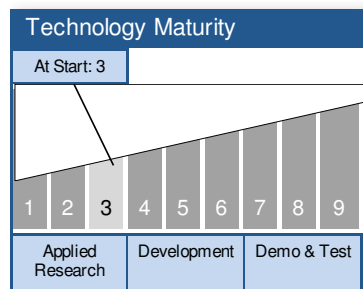 Technology Maturity
At Start: 3
1 2 3 4 5 6 7 8 9
Applied Research
Development
Demo & Test